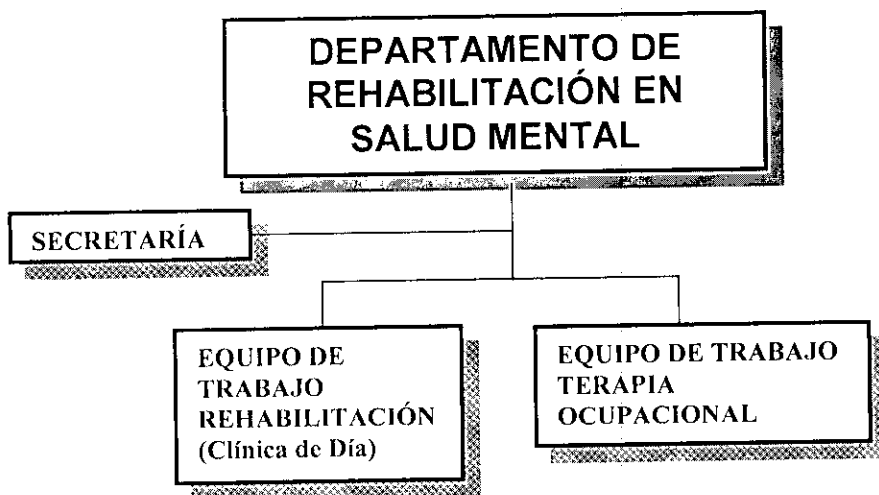 DEPARTAMENTO DE
REHABILITACIÓN EN
SALUD MENTAL
SECRETARÍA
EQUIPO DE
TRABAJO
REHABILITACIÓN
(Clínica de Día)
EQUIPO DE TRABAJO
TERAPIA
OCUPACIONAL